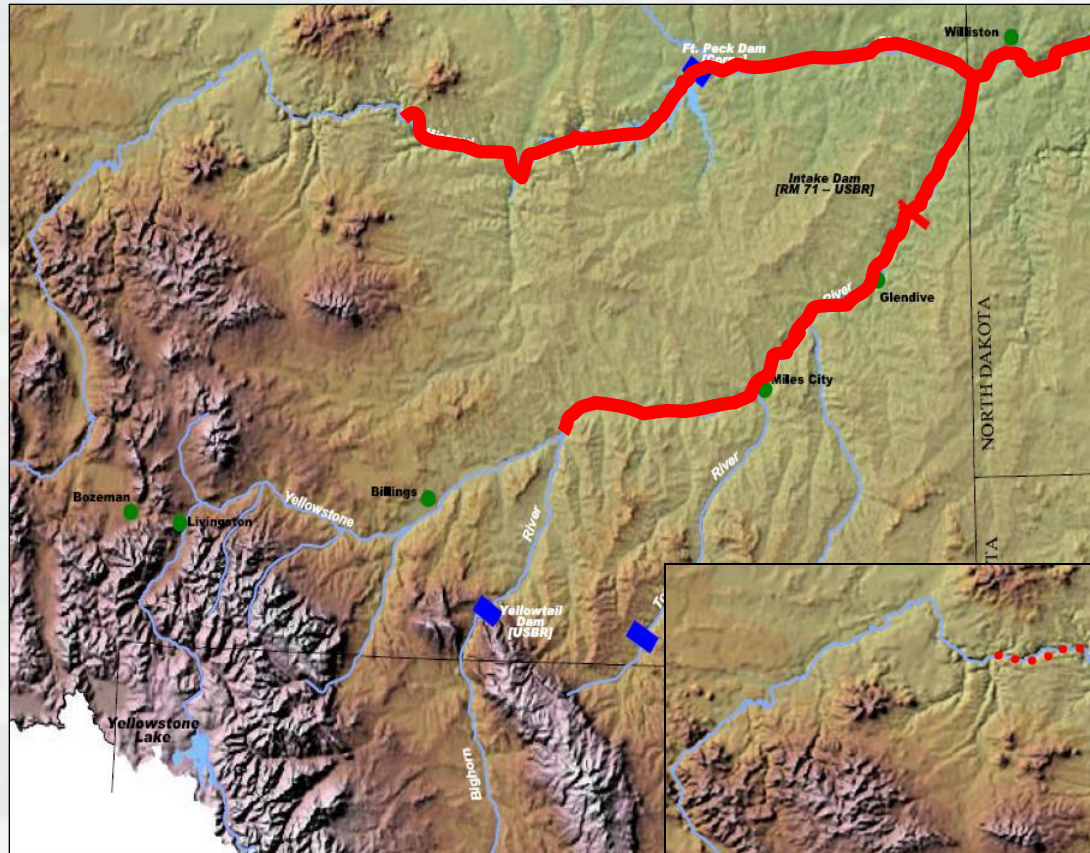 Williston
Ft. Peck Dam
Intake Dam
[RM 71 -- USBR]
River
Glendive
NORTH DAKOTA
Miles City
River
Billings
Bozeman
Livingston
Yellowstone
River
Yellowtail
Dam
[USBR]
Yellowstone
Lake
Bighorn